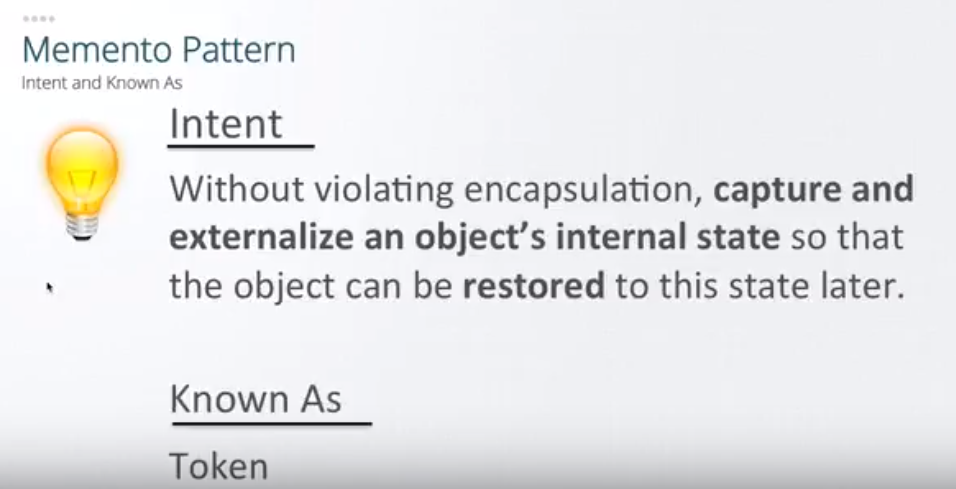 Memento Pattern
Intent and Known As
Intent
Without violating encapsulation, capture and
externalize an object’s internal state so that
the object can be restored to this state later.
Known As
Token